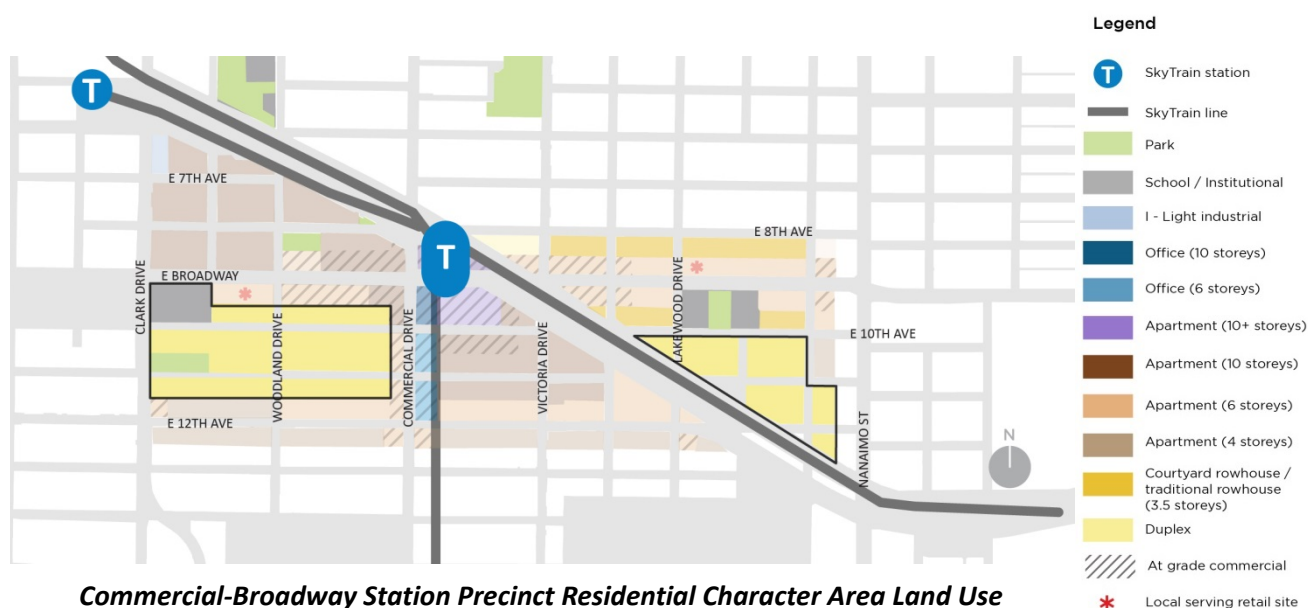 Legend
T SkyTrain station
SkyTrain line
Park
School / Institutional
I - Light industrial
Office (10 storeys)
Office (6 storeys)
Apartment (10+ storeys)
Apartment (10 storeys)
Apartment (6 storeys)
Apartment (4 storeys)
Courtyard rowhouse /
traditional rowhouse
(3.5 storeys)
Duplex
At grade commercial
Local serving retail site
T
E 7TH AVE
T
E 8TH AVE
E BROADWAY
CLARK DRIVE
WOODLAND DRIVE
COMMERCIAL DRIVE
VICTORIA DRIVE
LAKEWOOD DRIVE
E 10TH AVE
E 12TH AVE
NANAIMO ST
N
Commercial-Broadway Station Precinct Residential Character Area Land Use